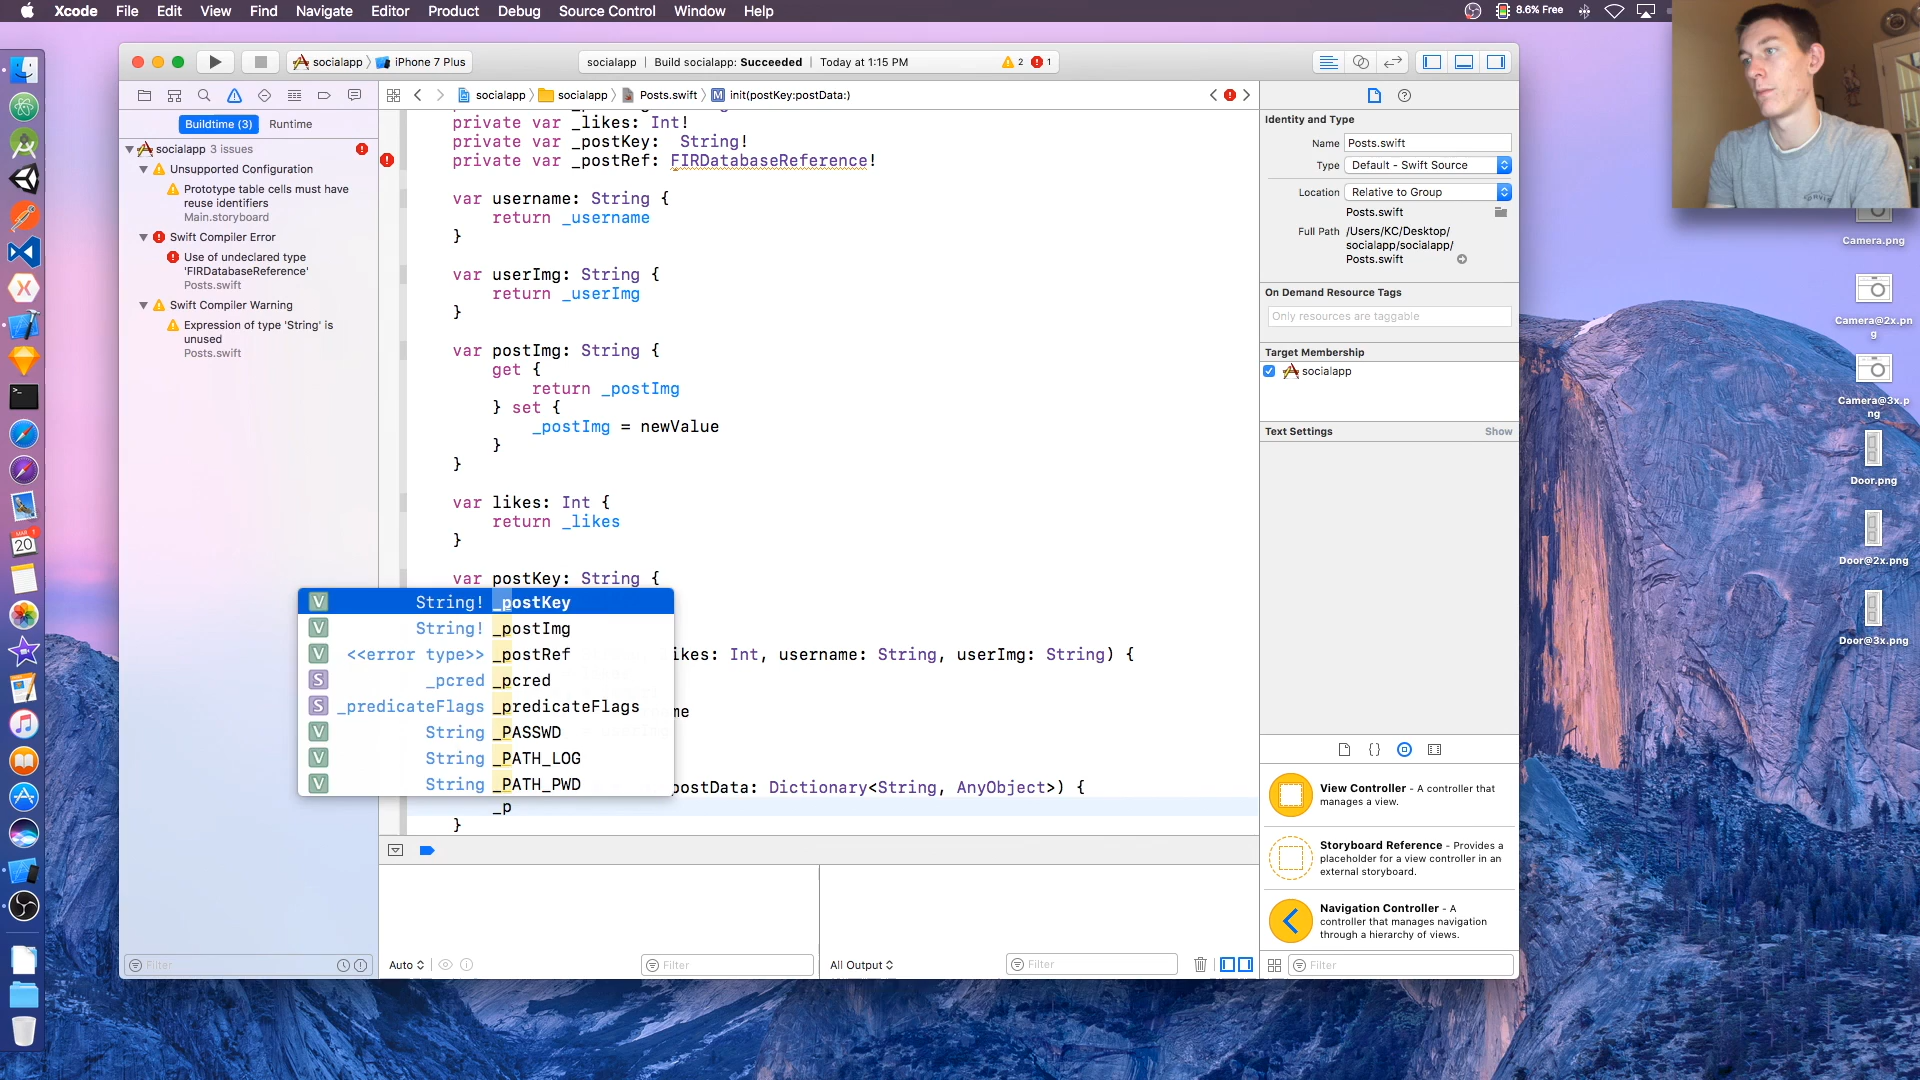 Xcode File Edit View Find Navigate Editor Product Debug Source Control Window Help
8.6% Free
socialapp iPhone 7 Plus
socialapp | Build socialapp: Succeeded | Today at 1:15 PM
2 1
socialapp socialapp Posts.swift M init(postKey:postData:)
Buildtime (3) Runtime
socialapp 3 issues
Unsupported Configuration
Prototype table cells must have
reuse identifiers
Main.storyboard
Swift Compiler Error
Use of undeclared type
'FIRDatabaseReference'
Posts.swift
Swift Compiler Warning
Expression of type 'String' is
unused
Posts.swift
Filter
private var _likes: Int!
private var _postKey:  String!
private var _postRef: FIRDatabaseReference!
var username: String {
return _username
}
var userImg: String {
return _userImg
}
var postImg: String {
get {
return _postImg
} set {
_postImg = newValue
}
}
var likes: Int {
return _likes
}
var postKey: String {
V String! _postKey
V String! _postImg
V <<error type>> _postRef
S _pcred _pcred
S _predicateFlags _predicateFlags
V String _PASSWD
V String _PATH_LOG
V String _PATH_PWD
ikes: Int, username: String, userImg: String) {
me
postData: Dictionary<String, AnyObject>) {
_p
}
Auto Filter
All Output Filter
Identity and Type
Name Posts.swift
Type Default - Swift Source
Location Relative to Group
Posts.swift
Full Path /Users/KC/Desktop/
socialapp/socialapp/
Posts.swift
On Demand Resource Tags
Only resources are taggable
Target Membership
socialapp
Text Settings Show
View Controller - A controller that
manages a view.
Storyboard Reference - Provides a
placeholder for a view controller in an
external storyboard.
Navigation Controller - A
controller that manages navigation
through a hierarchy of views.
Filter
Camera.png
Camera@2x.pn
g
Camera@3x.p
ng
Door.png
Door@2x.png
Door@3x.png
MAR
20